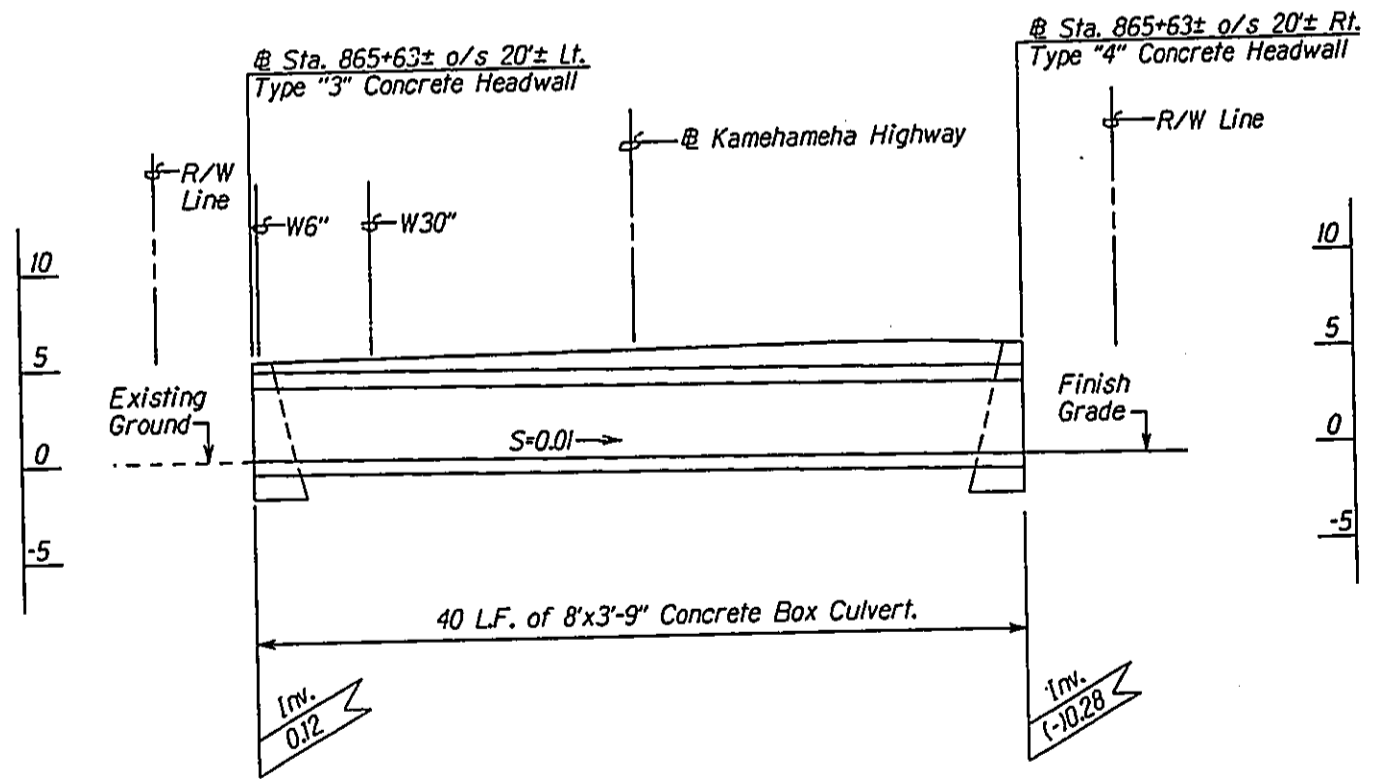 ℄ Sta. 865+63± o/s 20'± Lt.
Type "3" Concrete Headwall
℄ Sta. 865+63± o/s 20'± Rt.
Type "4" Concrete Headwall
R/W
Line
W6"
W30"
℄ Kamehameha Highway
R/W Line
10
5
0
-5
10
5
0
-5
Existing
Ground
S=0.01
Finish
Grade
40 L.F. of 8'x3'-9" Concrete Box Culvert.
Inv.
0.12
Inv.
(-)0.28